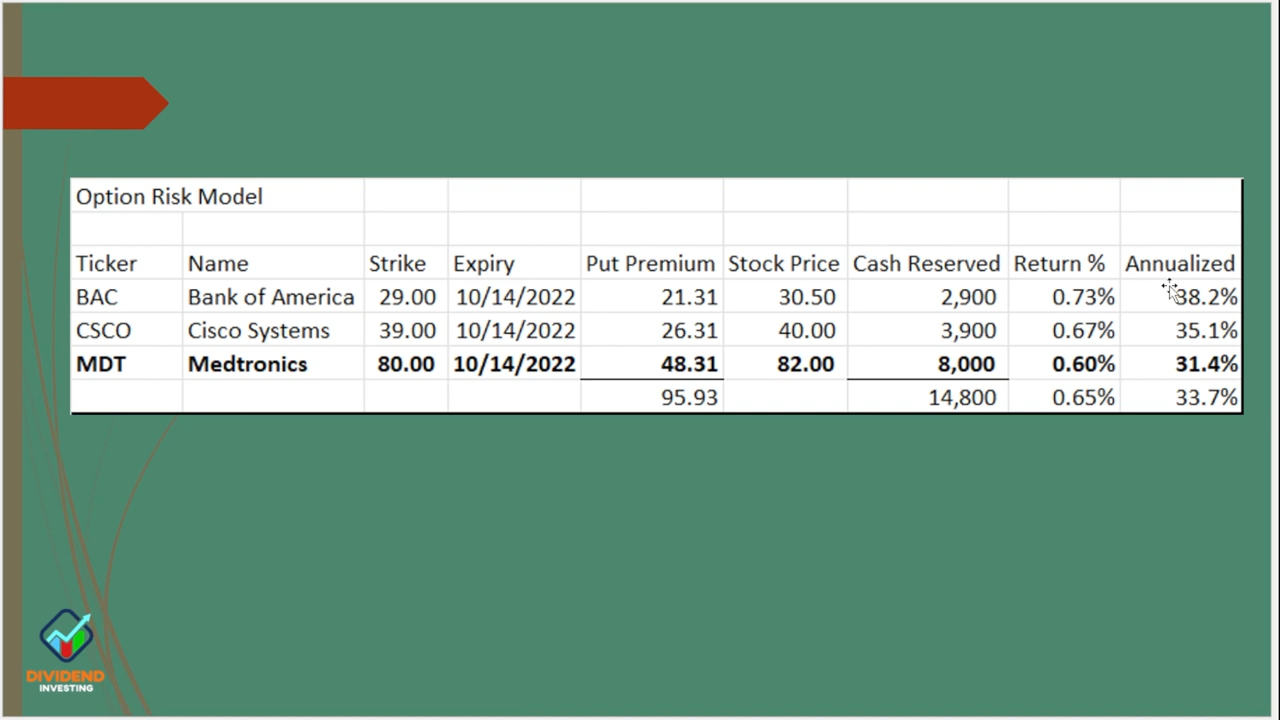 Option Risk Model
Ticker Name Strike Expiry Put Premium Stock Price Cash Reserved Return % Annualized
BAC Bank of America 29.00 10/14/2022 21.31 30.50 2,900 0.73% 38.2%
CSCO Cisco Systems 39.00 10/14/2022 26.31 40.00 3,900 0.67% 35.1%
MDT Medtronics 80.00 10/14/2022 48.31 82.00 8,000 0.60% 31.4%
95.93 14,800 0.65% 33.7%
DIVIDEND
INVESTING